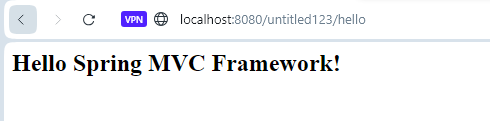 VPN localhost:8080/untitled123/hello
Hello Spring MVC Framework!